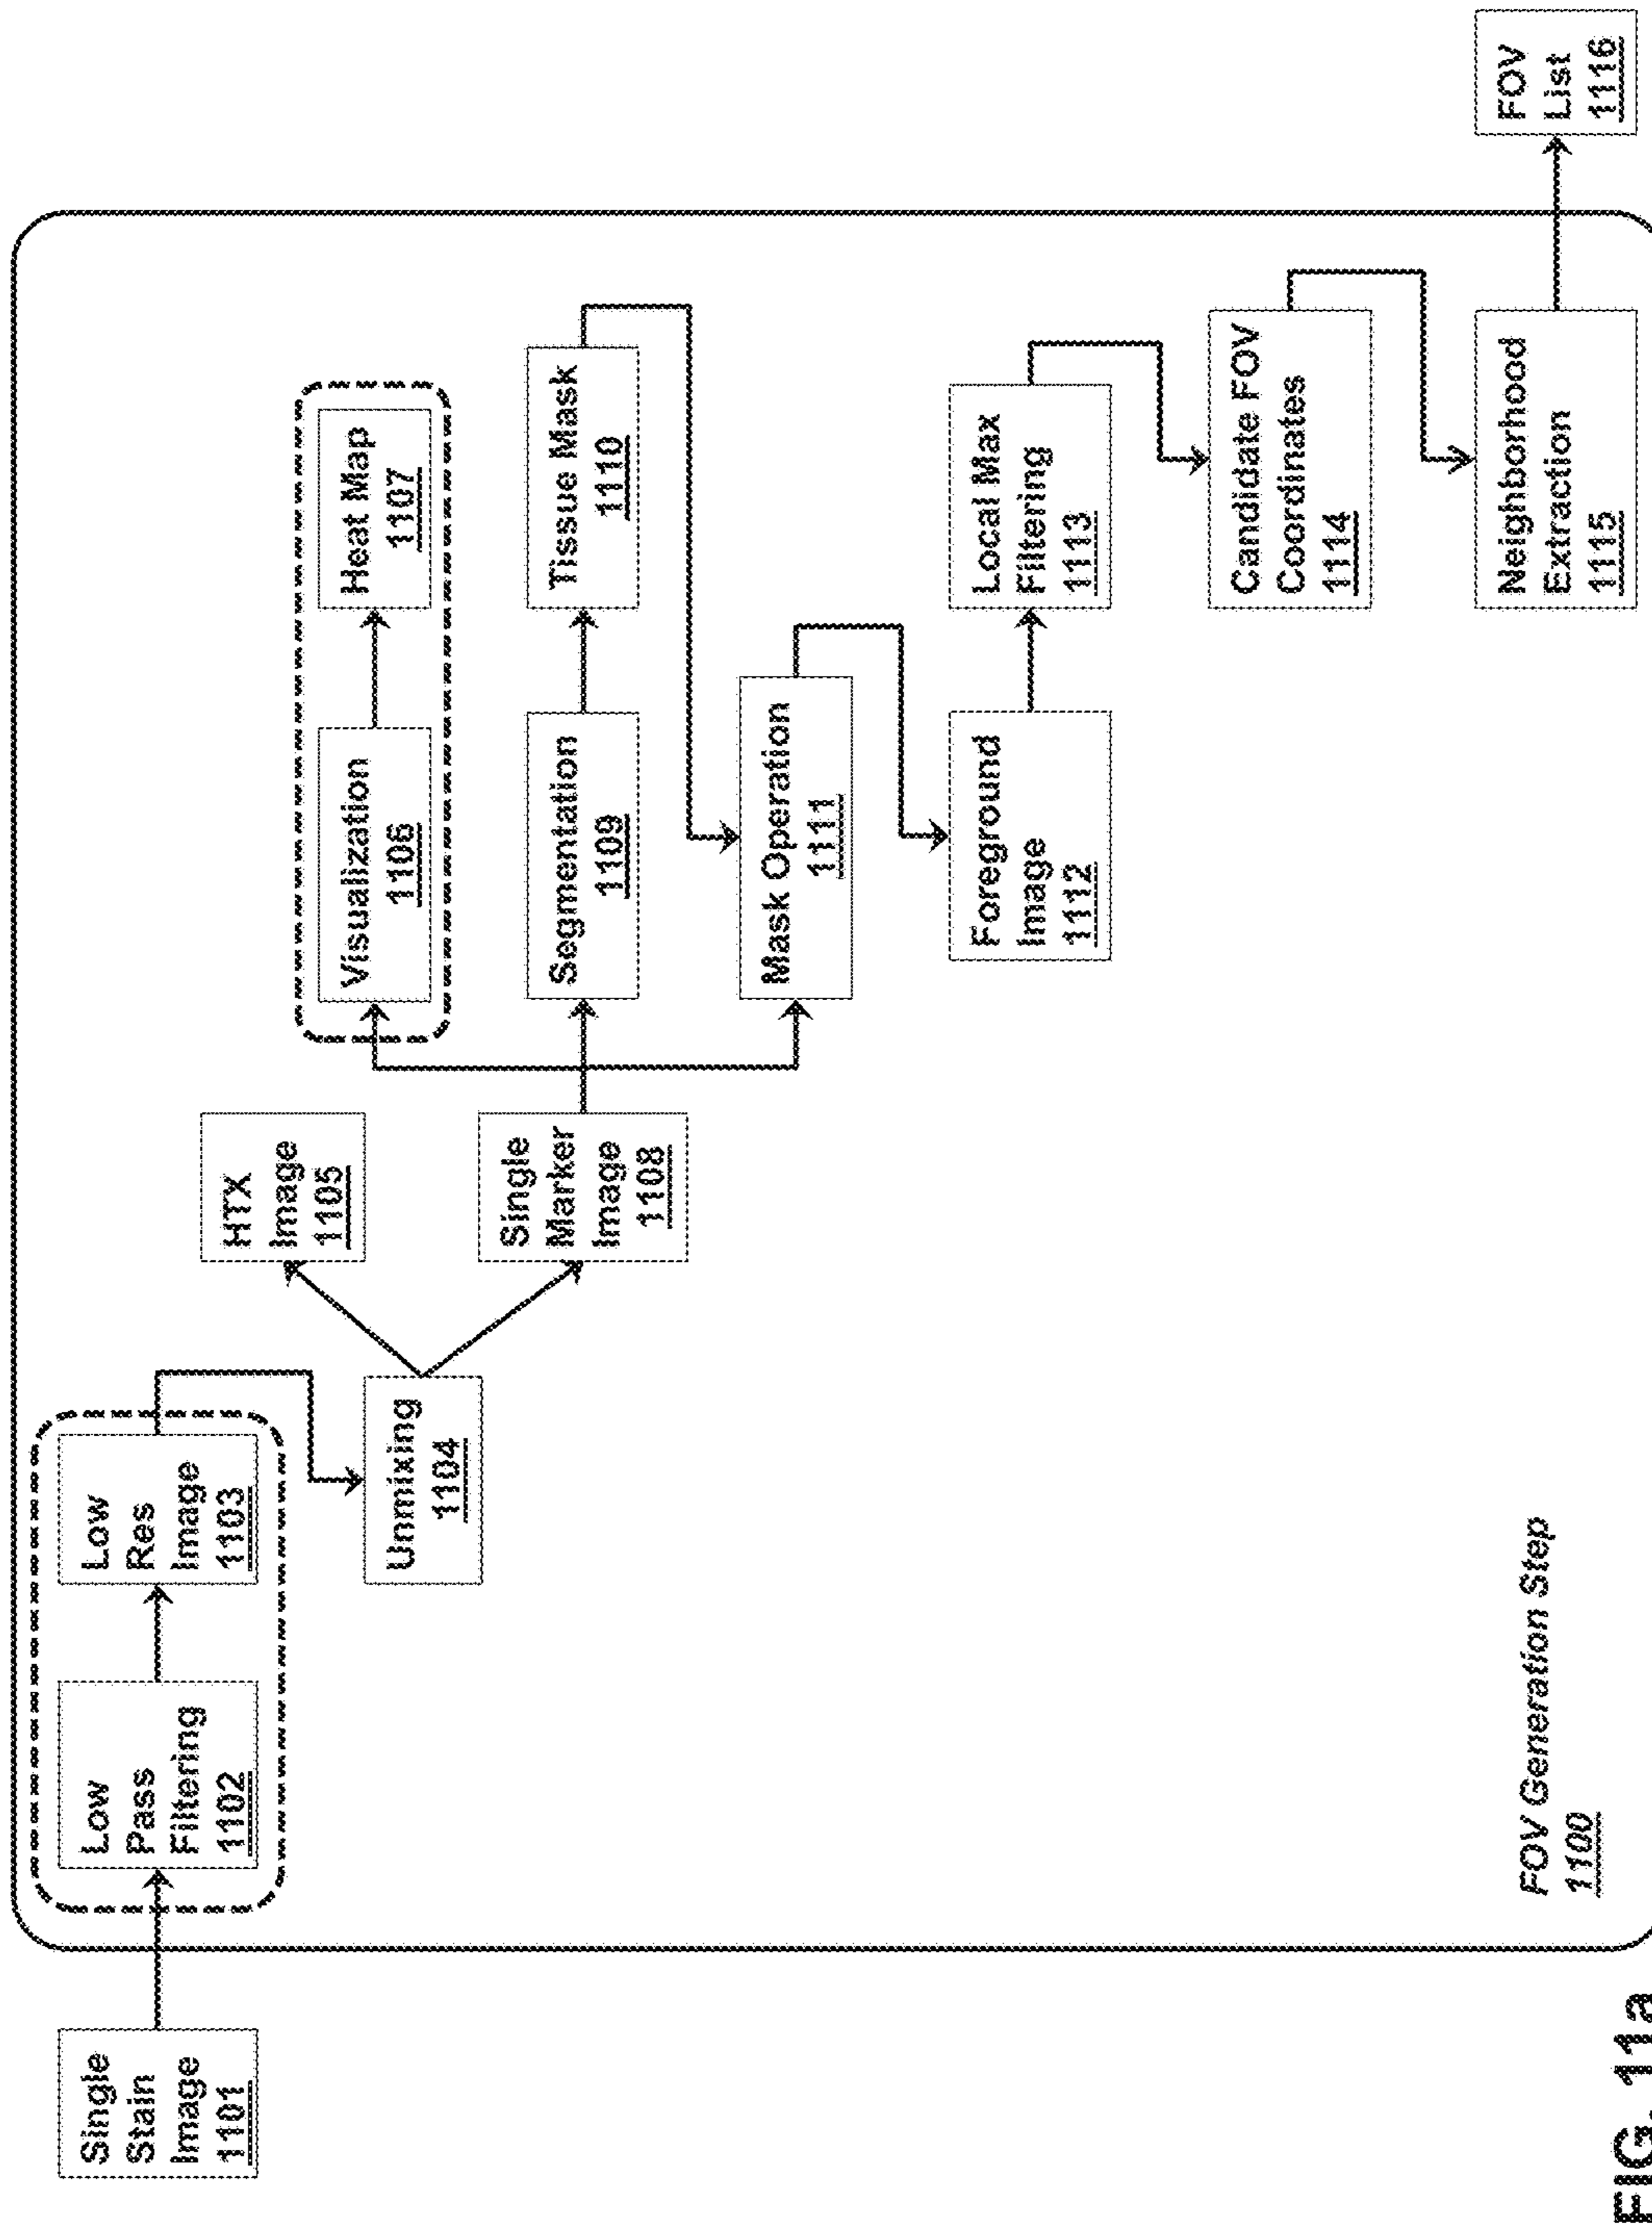 Single
Stain
Image
1101
Low
Pass
Filtering
1102
Low
Res
Image
1103
Unmixing
1104
HTX
Image
1105
Single
Marker
Image
1108
Visualization
1106
Heat Map
1107
Segmentation
1109
Tissue Mask
1110
Mask Operation
1111
Foreground
Image
1112
Local Max
Filtering
1113
Candidate FOV
Coordinates
1114
Neighborhood
Extraction
1115
FOV
List
1116
FOV Generation Step
1100
FIG. 11a